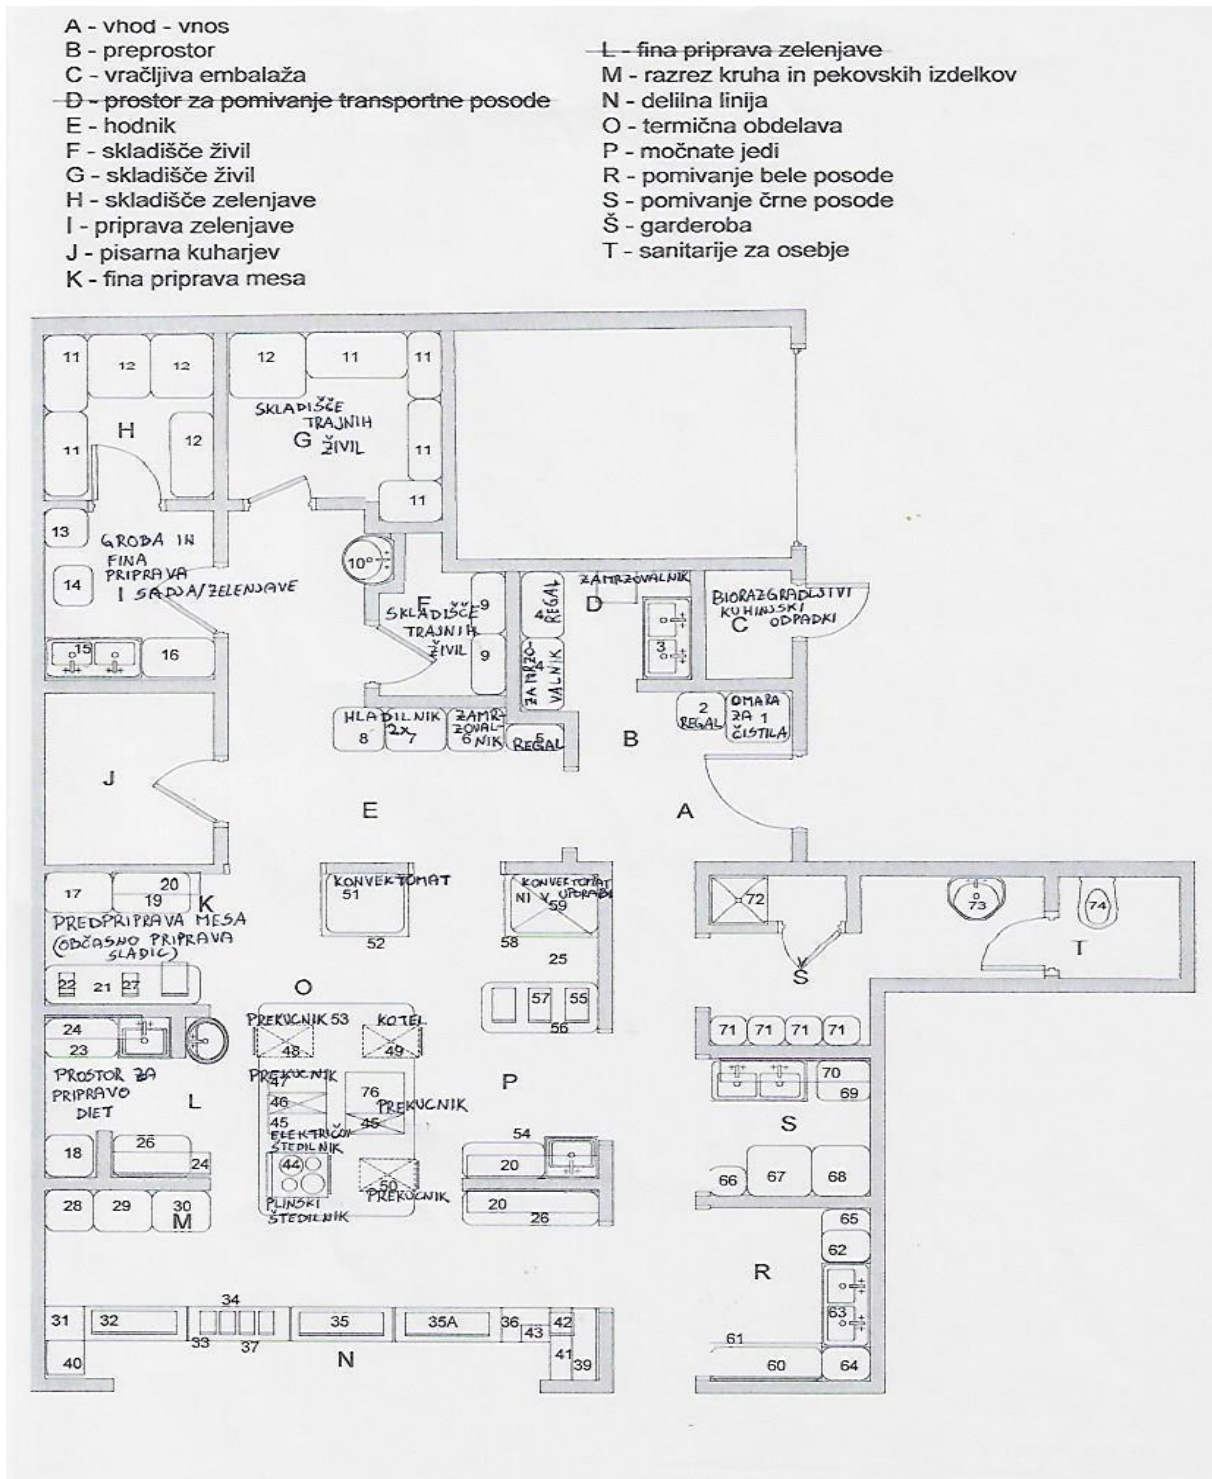 A - vhod - vnos
B - preprostor
C - vračljiva embalaža
D - prostor za pomivanje transportne posode
E - hodnik
F - skladišče živil
G - skladišče živil
H - skladišče zelenjave
I - priprava zelenjave
J - pisarna kuharjev
K - fina priprava mesa
L - fina priprava zelenjave
M - razrez kruha in pekovskih izdelkov
N - delilna linija
O - termična obdelava
P - močnate jedi
R - pomivanje bele posode
S - pomivanje črne posode
Š - garderoba
T - sanitarije za osebje
11 12 12
H
11 12
12 11 11
SKLADIŠČE
TRAJNIH
G ŽIVIL
11
11
13
GROBA IN
FINA
PRIPRAVA
14
I SADJA/ZELENJAVE
15 16
10
F 9
SKLADIŠČE
TRAJNIH
ŽIVIL 9
4 REGAL
ZAMRZOVALNIK
D
4 ZAMRZO-
VALNIK
3
BIORAZGRADLJIVI
KUHINJSKI
C ODPADKI
HLADILNIK
2x
8 7
ZAMR-
ZOVAL-
6 NIK
5
REGAL
B
2
REGAL
OMARA
ZA 1
ČISTILA
J
E
A
17 20
19
K
PREDPRIPRAVA MESA
(OBČASNO PRIPRAVA
SLADIC)
22 21 27
KONVEKTOMAT
51
52
KONVEKTOMAT
NI V UPORABI
59
58
25
57 55
56
72
73
74
Š
T
71 71 71 71
O
24
23
PROSTOR ZA
PRIPRAVO
DIET
L
18 26
24
28 29 30
M
PREKUCNIK 53 KOTEL
48 49
PREKUCNIK
47
46 76
45 PREKUCNIK
45
ELEKTRIČNI
ŠTEDILNIK
44
50
PREKUCNIK
PLINSKI
ŠTEDILNIK
P
54
20
20
26
70
69
S
66 67 68
65
62
R
63
61
60 64
31 32
34
33 37
35 35A 36
43 42
40
N
41 39